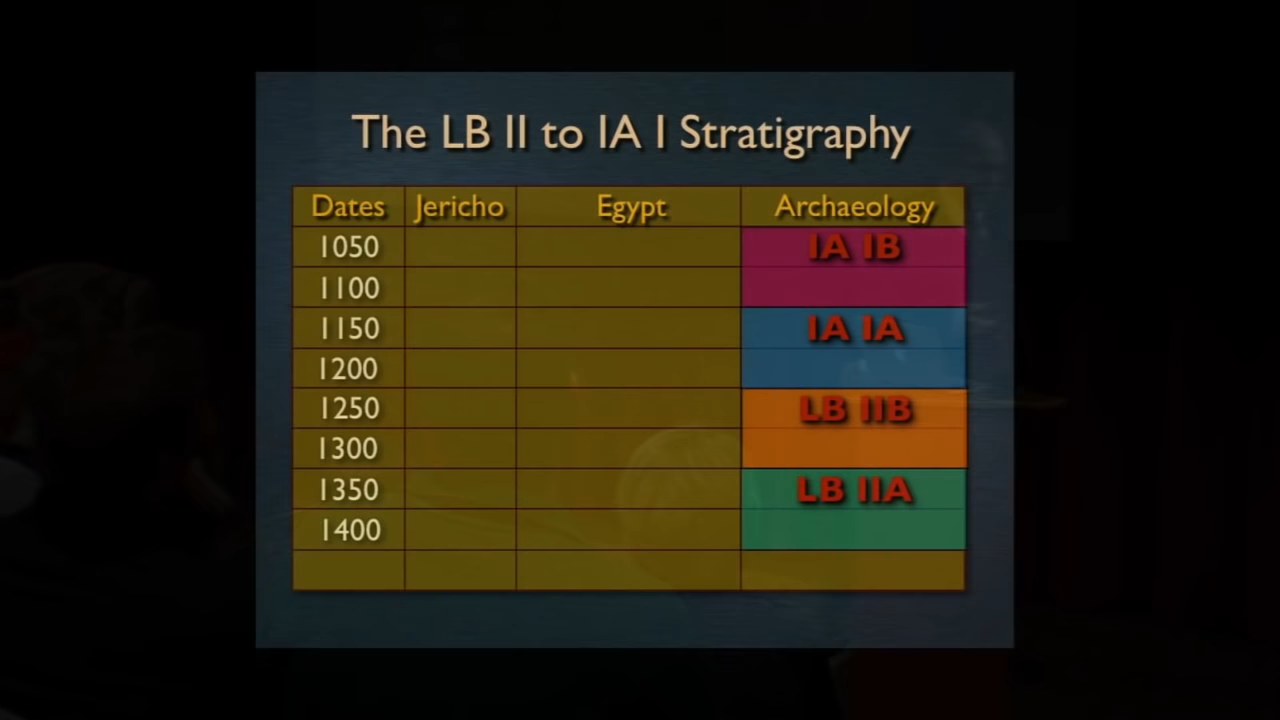 The LB II to IA I Stratigraphy
Dates Jericho Egypt Archaeology
1050 IA IB
1100
1150 IA IA
1200
1250 LB IIB
1300
1350 LB IIA
1400